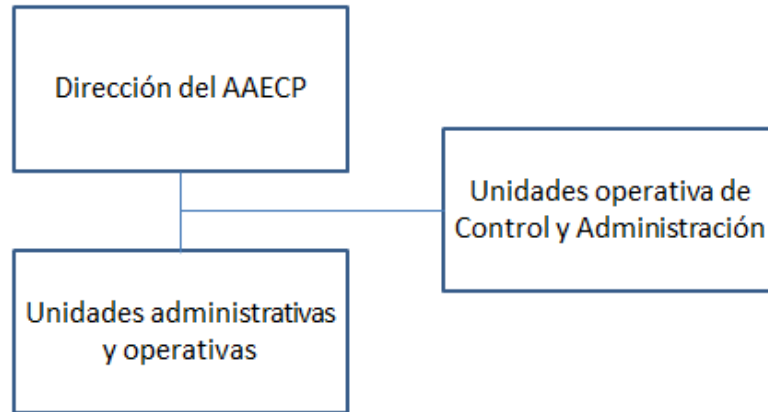 Dirección del AAECP
Unidades operativa de
Control y Administración
Unidades administrativas
y operativas